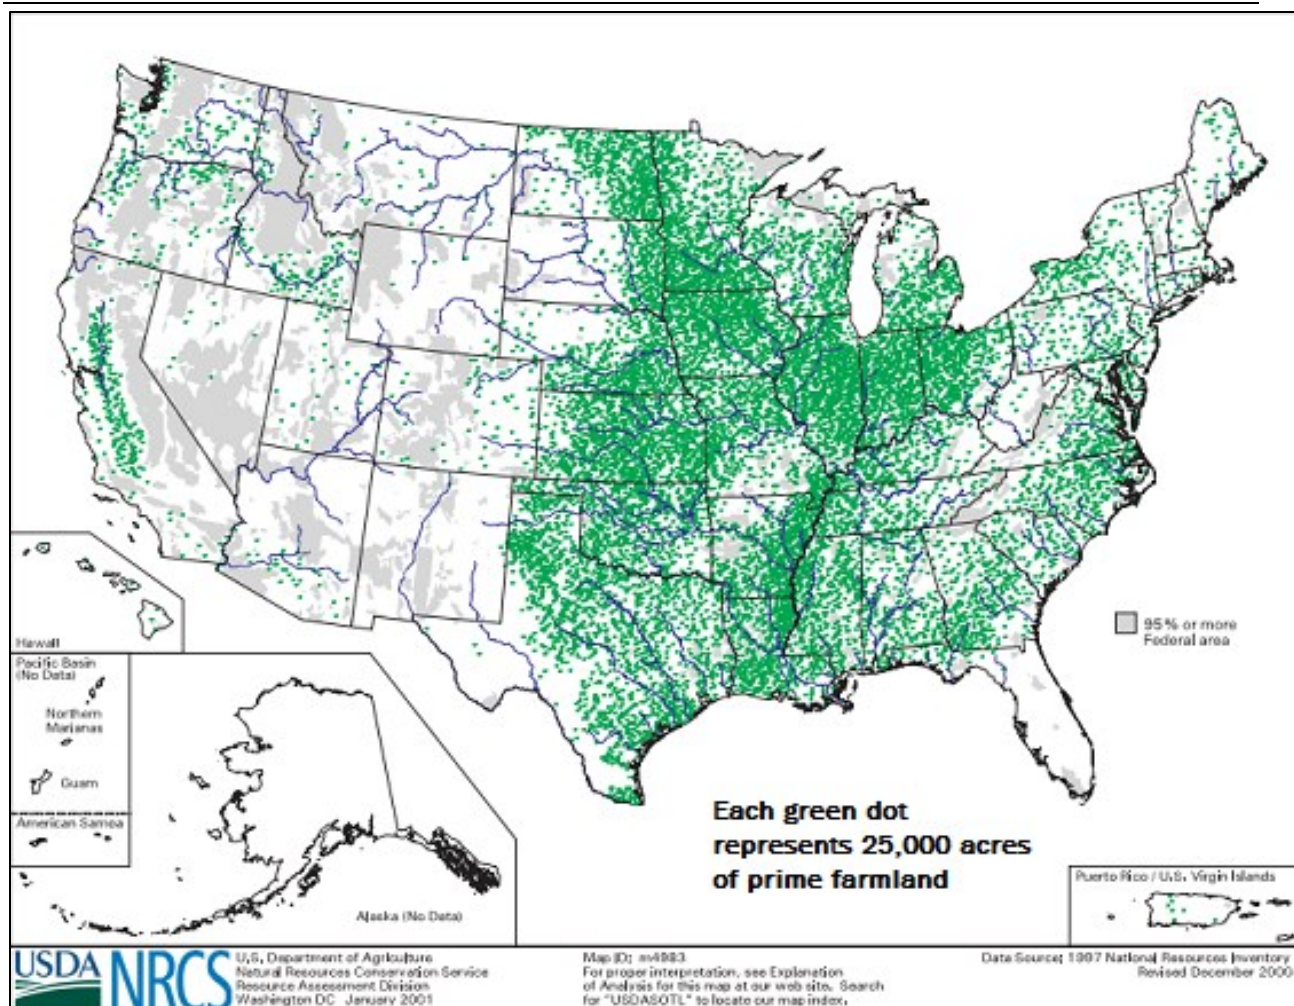 95% or more
Federal area
Hawaii
Pacific Basin
(No Data)
Northern
Marianas
Guam
American Samoa
Alaska (No Data)
Each green dot
represents 25,000 acres
of prime farmland
Puerto Rico / U.S. Virgin Islands
USDA
NRCS
U.S. Department of Agriculture
Natural Resources Conservation Service
Resource Assessment Division
Washington DC January 2001
Map ID: m4983
For proper interpretation, see Explanation
of Analysis for this map at our web site. Search
for "USDASOTL" to locate our map index.
Data Source: 1997 National Resources Inventory
Revised December 2000